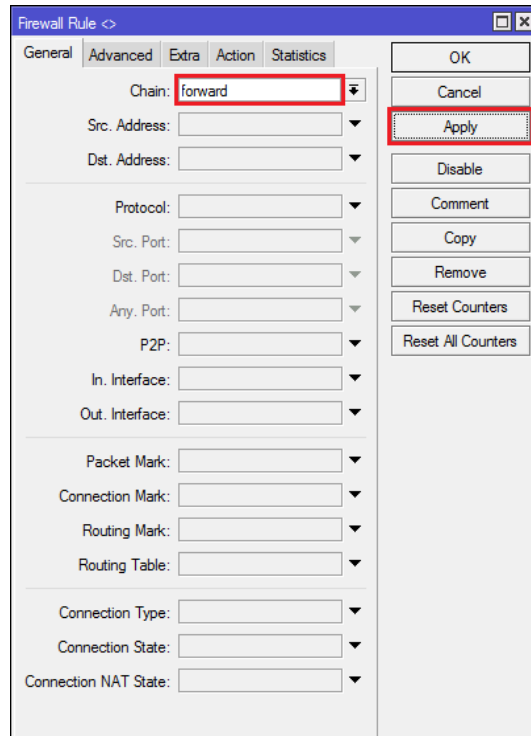 Firewall Rule <>
General Advanced Extra Action Statistics
Chain: forward
Src. Address:
Dst. Address:
Protocol:
Src. Port:
Dst. Port:
Any. Port:
P2P:
In. Interface:
Out. Interface:
Packet Mark:
Connection Mark:
Routing Mark:
Routing Table:
Connection Type:
Connection State:
Connection NAT State:
OK
Cancel
Apply
Disable
Comment
Copy
Remove
Reset Counters
Reset All Counters